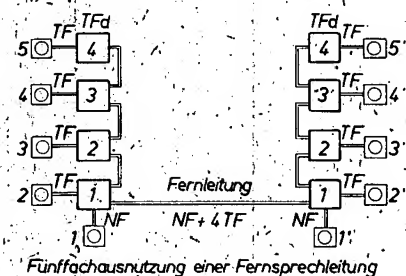 TFd TFd
5 TF 4 4 TF 5'
4 TF 3 3 TF 4'
3 TF 2 2 TF 3'
Fernleitung
2 TF 1 1 TF 2'
NF NF + 4 TF NF
1 1'
Fünffachausnutzung einer Fernsprechleitung